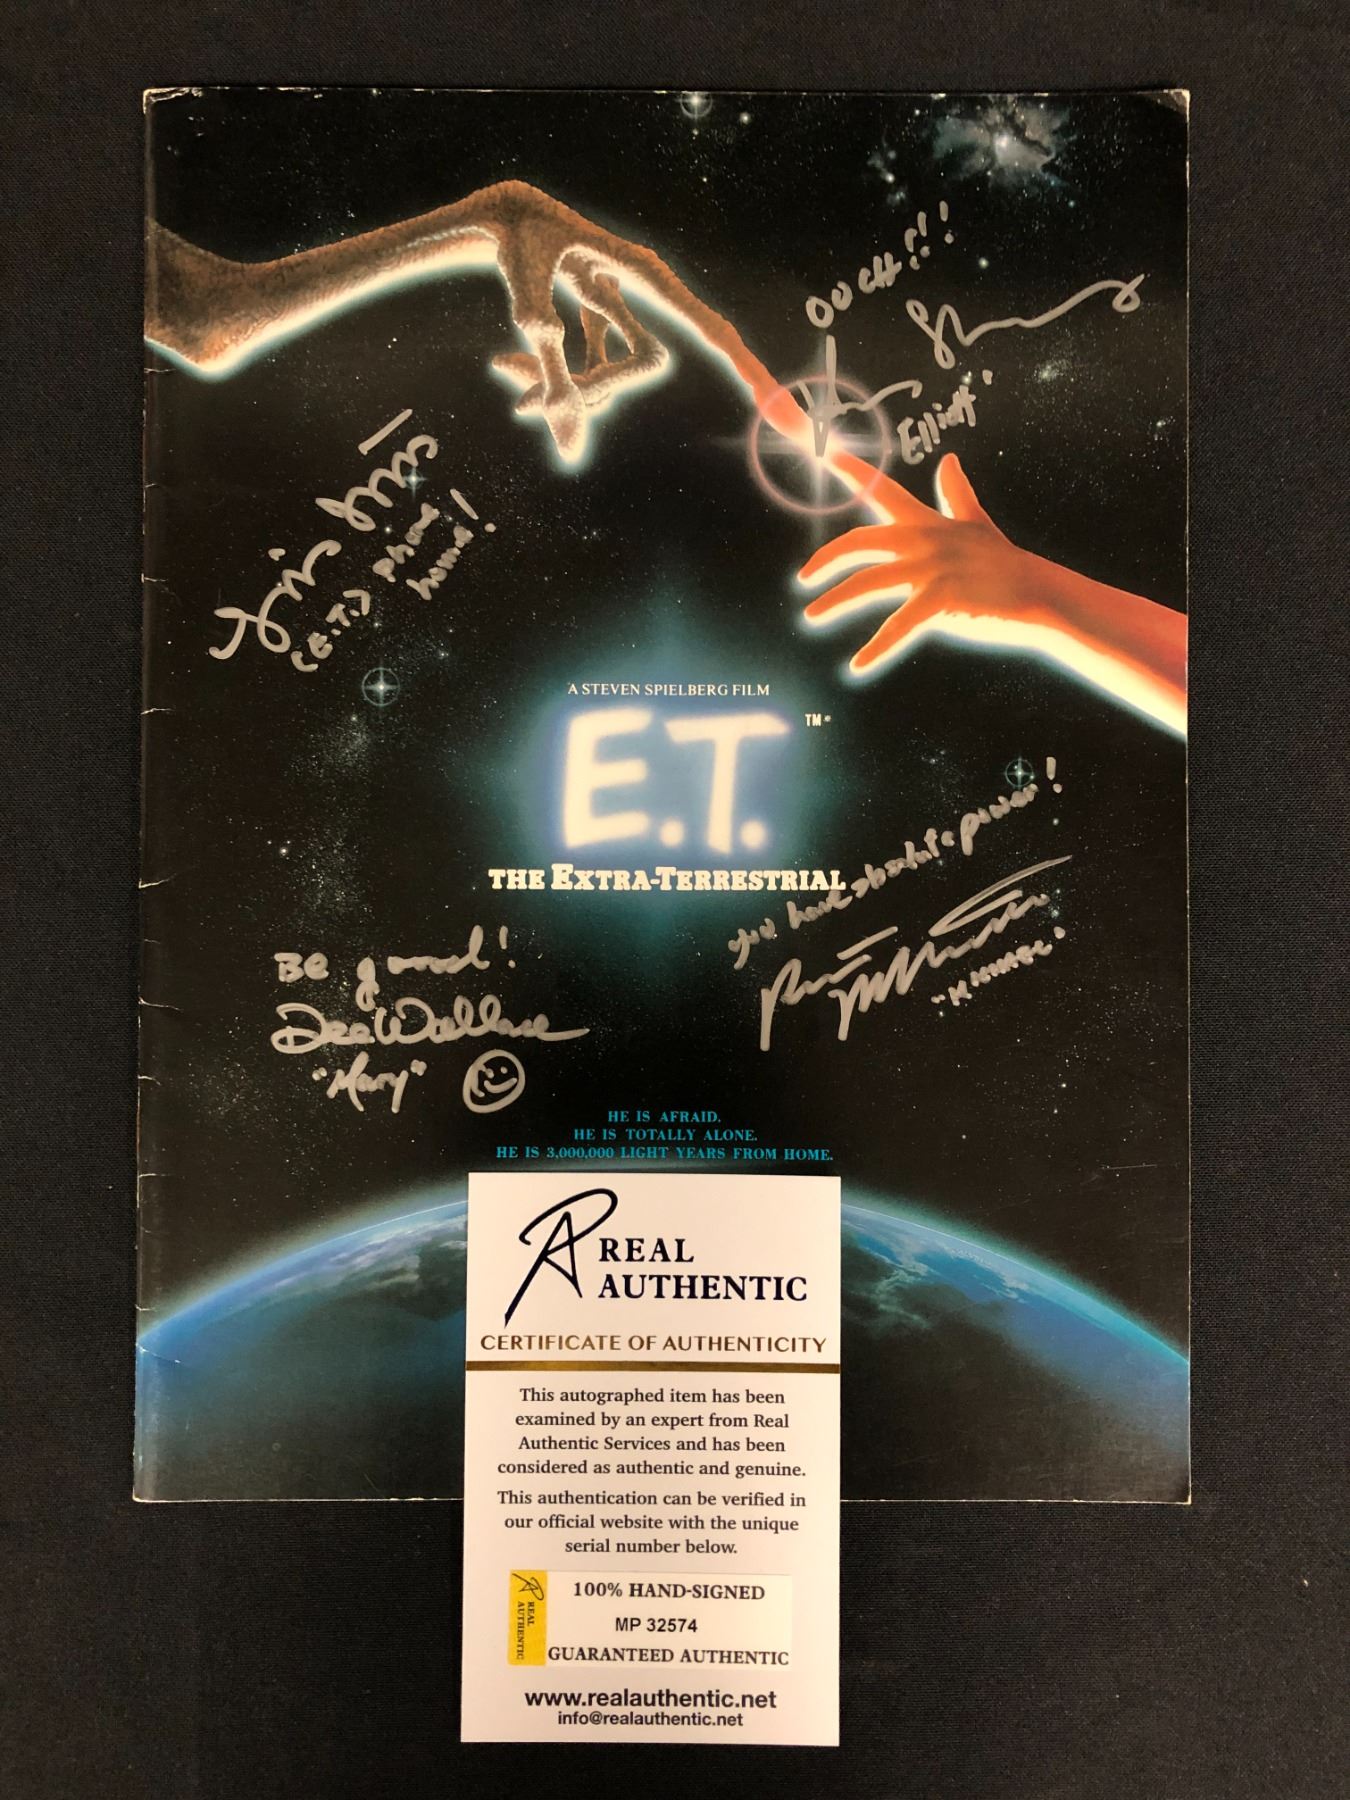 OUCH!!!
"Elliott"
(E.T.) phone
home!
A STEVEN SPIELBERG FILM
E.T. TM*
THE EXTRA-TERRESTRIAL
you have absolute power!
Be good!
Dee Wallace
"Mary"
HE IS AFRAID.
HE IS TOTALLY ALONE.
HE IS 3,000,000 LIGHT YEARS FROM HOME.
A REAL
AUTHENTIC
CERTIFICATE OF AUTHENTICITY
This autographed item has been
examined by an expert from Real
Authentic Services and has been
considered as authentic and genuine.
This authentication can be verified in
our official website with the unique
serial number below.
REAL
AUTHENTIC
100% HAND-SIGNED
MP 32574
GUARANTEED AUTHENTIC
www.realauthentic.net
info@realauthentic.net